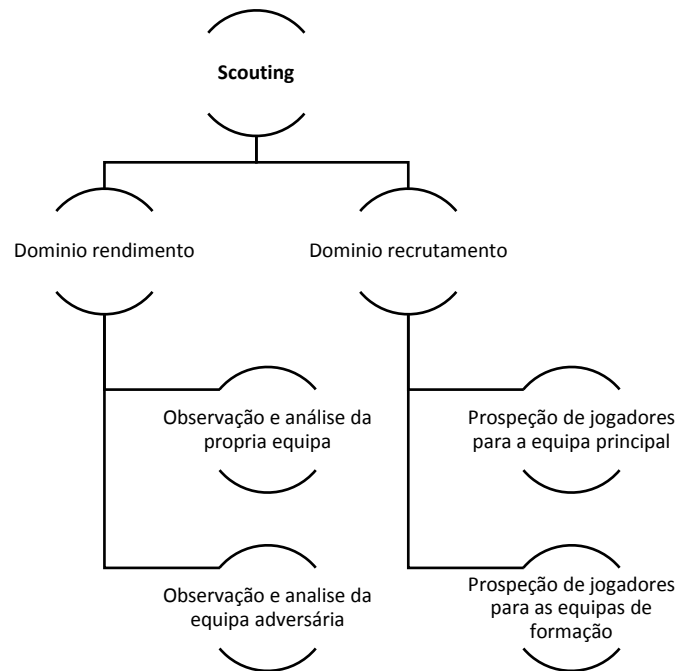 Scouting
Dominio rendimento
Dominio recrutamento
Observação e análise da
propria equipa
Prospeção de jogadores
para a equipa principal
Observação e analise da
equipa adversária
Prospeção de jogadores
para as equipas de
formação